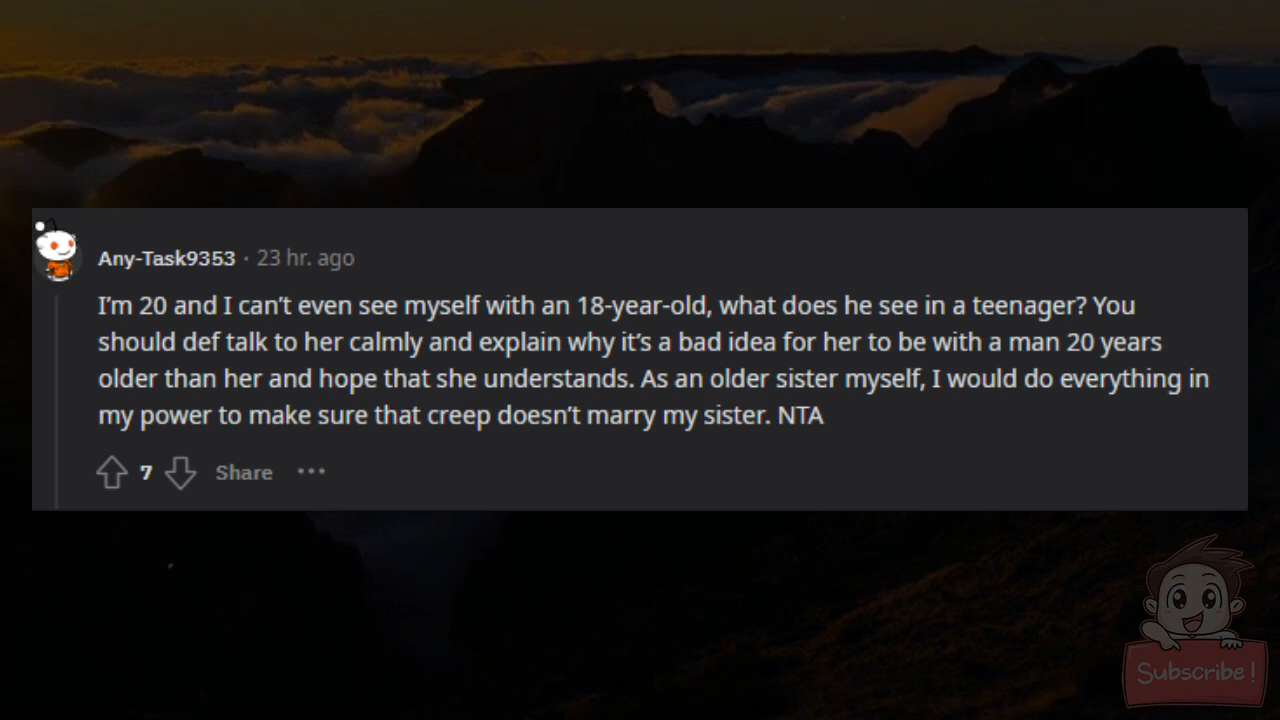 Any-Task9353 · 23 hr. ago
I’m 20 and I can’t even see myself with an 18-year-old, what does he see in a teenager? You
should def talk to her calmly and explain why it’s a bad idea for her to be with a man 20 years
older than her and hope that she understands. As an older sister myself, I would do everything in
my power to make sure that creep doesn’t marry my sister. NTA
7 Share ···
Subscribe!